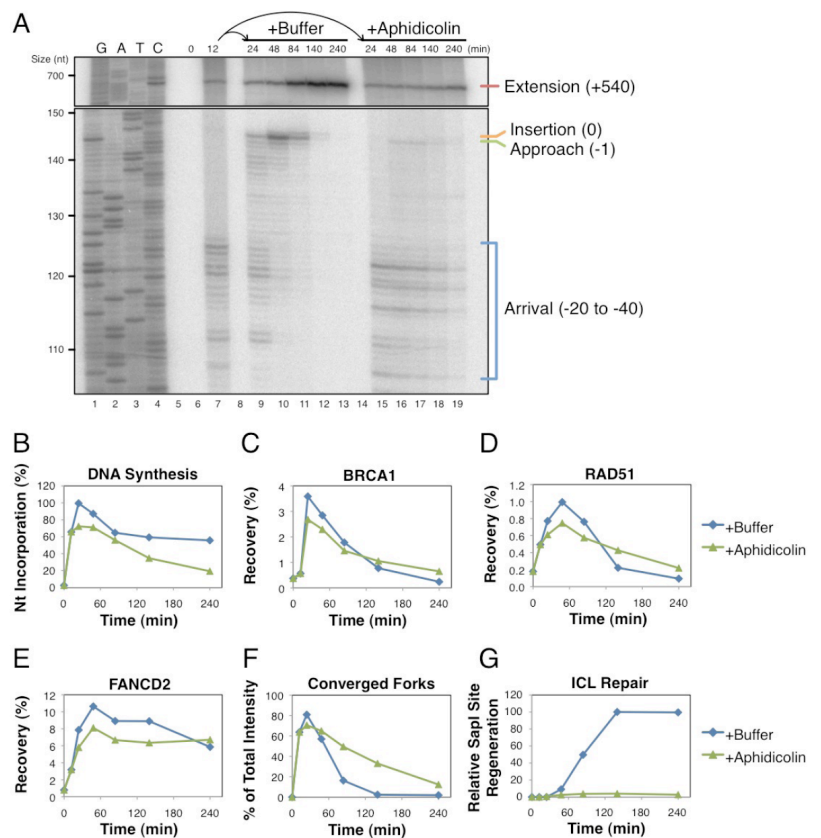 A
+Buffer +Aphidicolin
G A T C 0 12 24 48 84 140 240 24 48 84 140 240 (min)
Size (nt)
700
Extension (+540)
150
Insertion (0)
Approach (-1)
140
130
120
Arrival (-20 to -40)
110
1 2 3 4 5 6 7 8 9 10 11 12 13 14 15 16 17 18 19
B C D
DNA Synthesis BRCA1 RAD51
Nt Incorporation (%)
120
100
80
60
40
20
0
0 60 120 180 240
Time (min)
Recovery (%)
4
3
2
1
0
0 60 120 180 240
Time (min)
Recovery (%)
1.2
1.0
0.8
0.6
0.4
0.2
0.0
0 60 120 180 240
Time (min)
+Buffer
+Aphidicolin
E F G
FANCD2 Converged Forks ICL Repair
Recovery (%)
12
10
8
6
4
2
0
0 60 120 180 240
Time (min)
% of Total Intensity
100
80
60
40
20
0
0 60 120 180 240
Time (min)
Relative SapI Site
Regeneration
120
100
80
60
40
20
0
0 60 120 180 240
Time (min)
+Buffer
+Aphidicolin